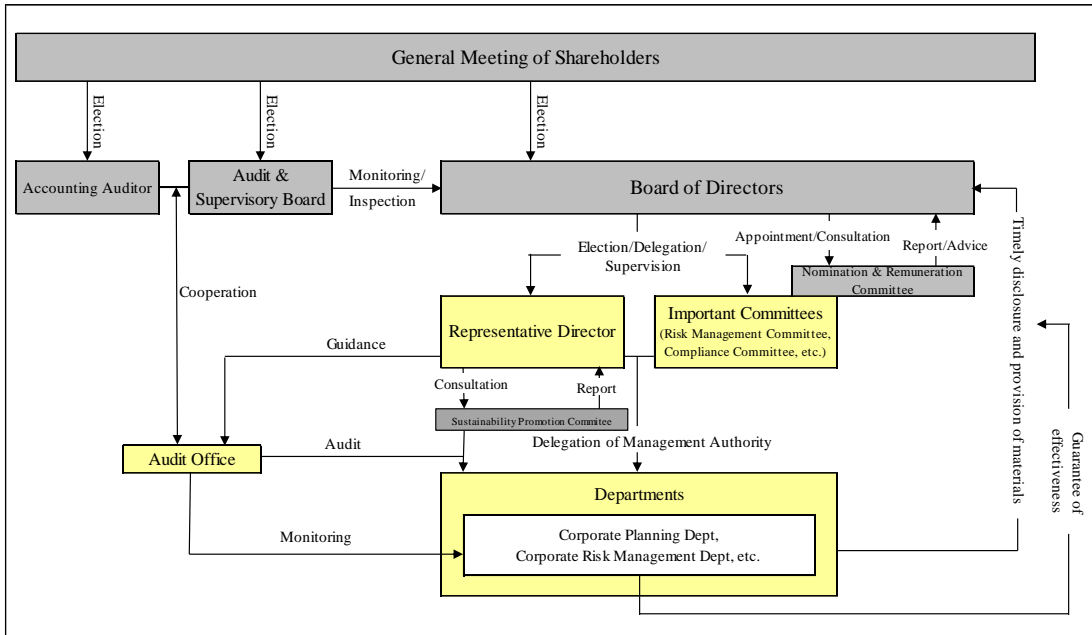 General Meeting of Shareholders
Election
Election
Election
Accounting Auditor
Audit &
Supervisory Board
Monitoring/
Inspection
Board of Directors
Election/Delegation/
Supervision
Appointment/Consultation
Report/Advice
Nomination & Remuneration
Committee
Cooperation
Representative Director
Important Committees
(Risk Management Committee,
Compliance Committee, etc.)
Guidance
Consultation
Report
Sustainability Promotion Commitee
Delegation of Management Authority
Audit Office
Audit
Departments
Corporate Planning Dept,
Corporate Risk Management Dept, etc.
Monitoring
Timely disclosure and provision of materials
Guarantee of
effectiveness